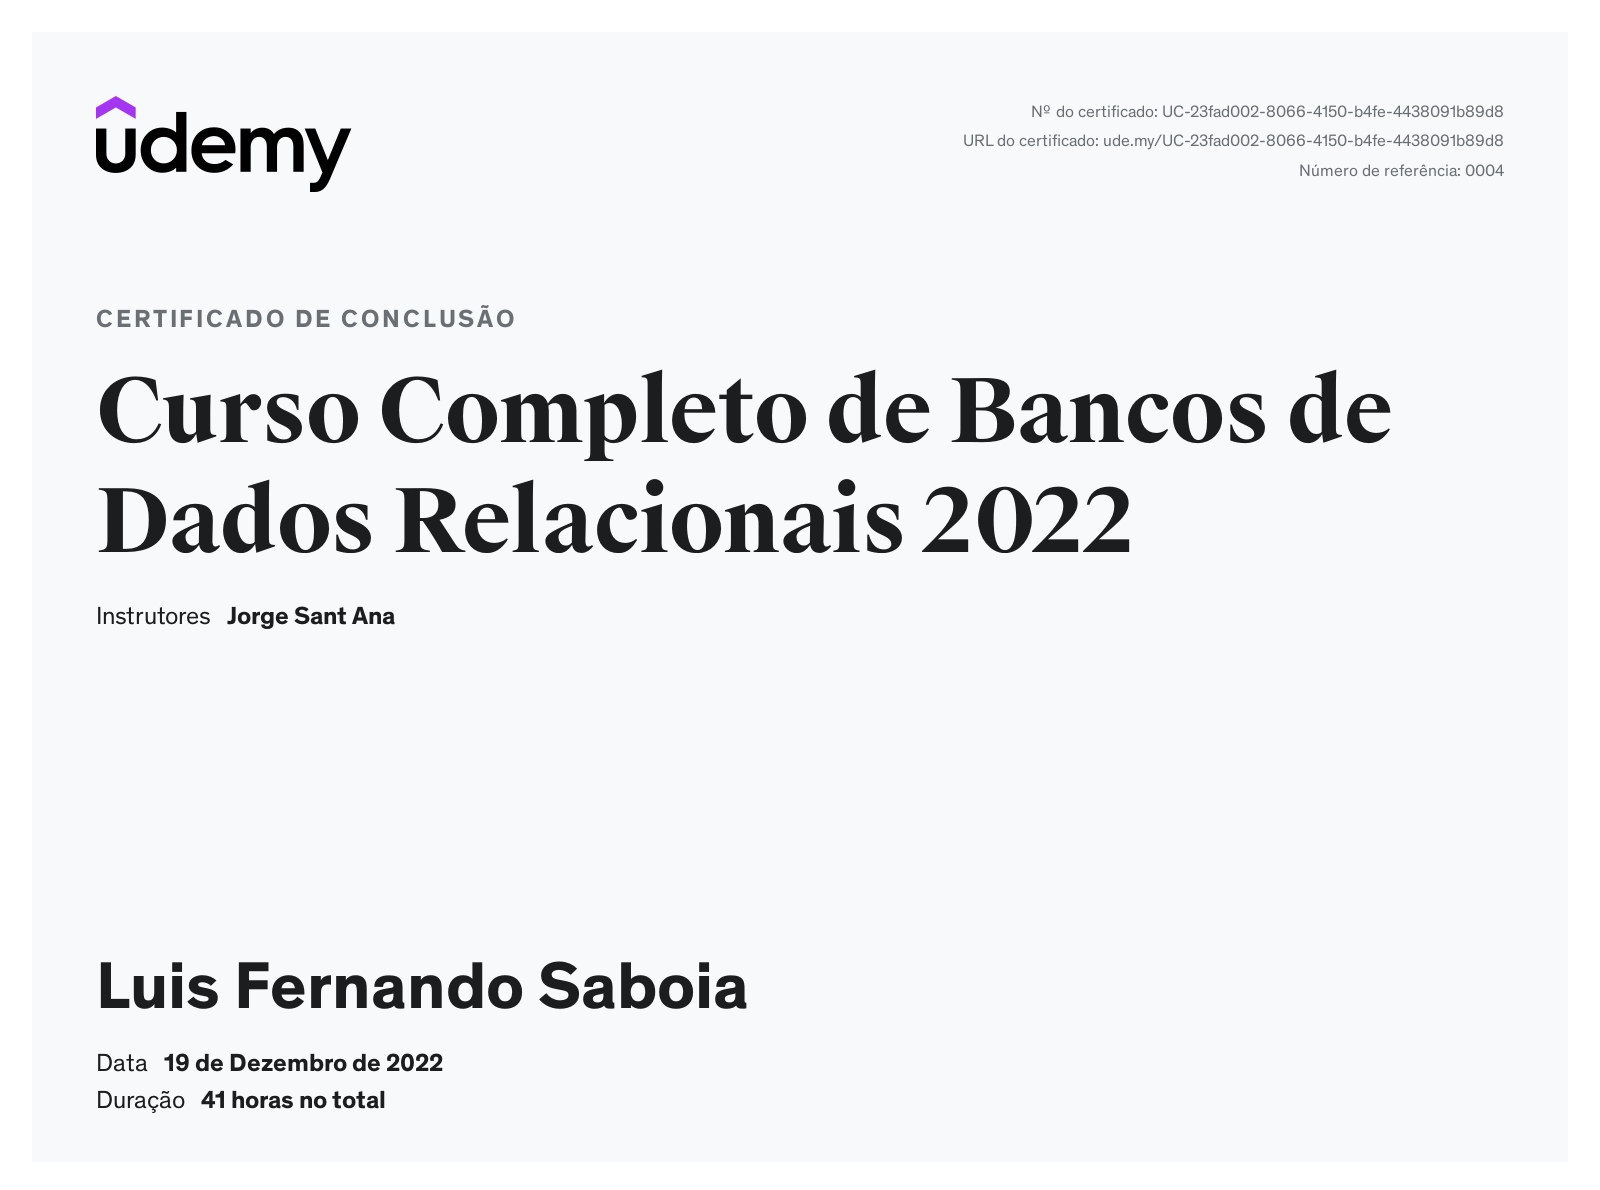 udemy
Nº do certificado: UC-23fad002-8066-4150-b4fe-4438091b89d8
URL do certificado: ude.my/UC-23fad002-8066-4150-b4fe-4438091b89d8
Número de referência: 0004
CERTIFICADO DE CONCLUSÃO
Curso Completo de Bancos de
Dados Relacionais 2022
Instrutores Jorge Sant Ana
Luis Fernando Saboia
Data 19 de Dezembro de 2022
Duração 41 horas no total